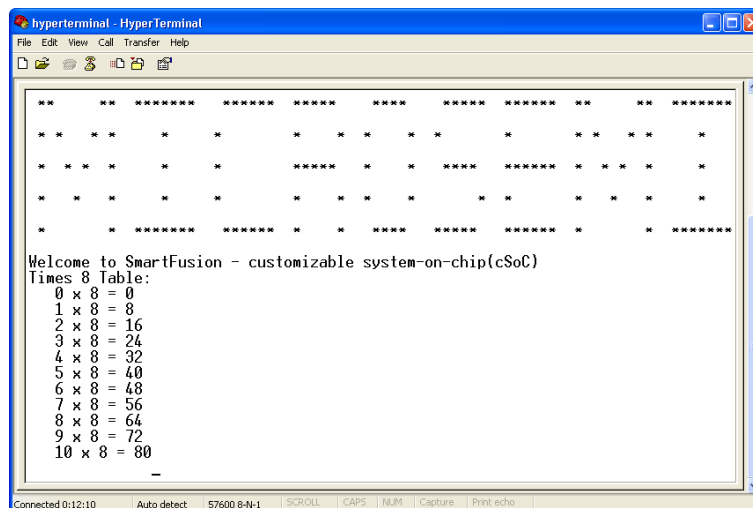 hyperterminal - HyperTerminal
File Edit View Call Transfer Help
** ** ******* ****** ***** **** ***** ****** ** ** *******
* * * * * * * * * * * * * * * * *
* * * * * * ***** * * **** ****** * * * * *
* * * * * * * * * * * * * * *
* * ******* ****** * * **** ***** ****** * * *******
Welcome to SmartFusion - customizable system-on-chip(cSoC)
Times 8 Table:
0 x 8 = 0
1 x 8 = 8
2 x 8 = 16
3 x 8 = 24
4 x 8 = 32
5 x 8 = 40
6 x 8 = 48
7 x 8 = 56
8 x 8 = 64
9 x 8 = 72
10 x 8 = 80
_
Connected 0:12:10 Auto detect 57600 8-N-1 SCROLL CAPS NUM Capture Print echo